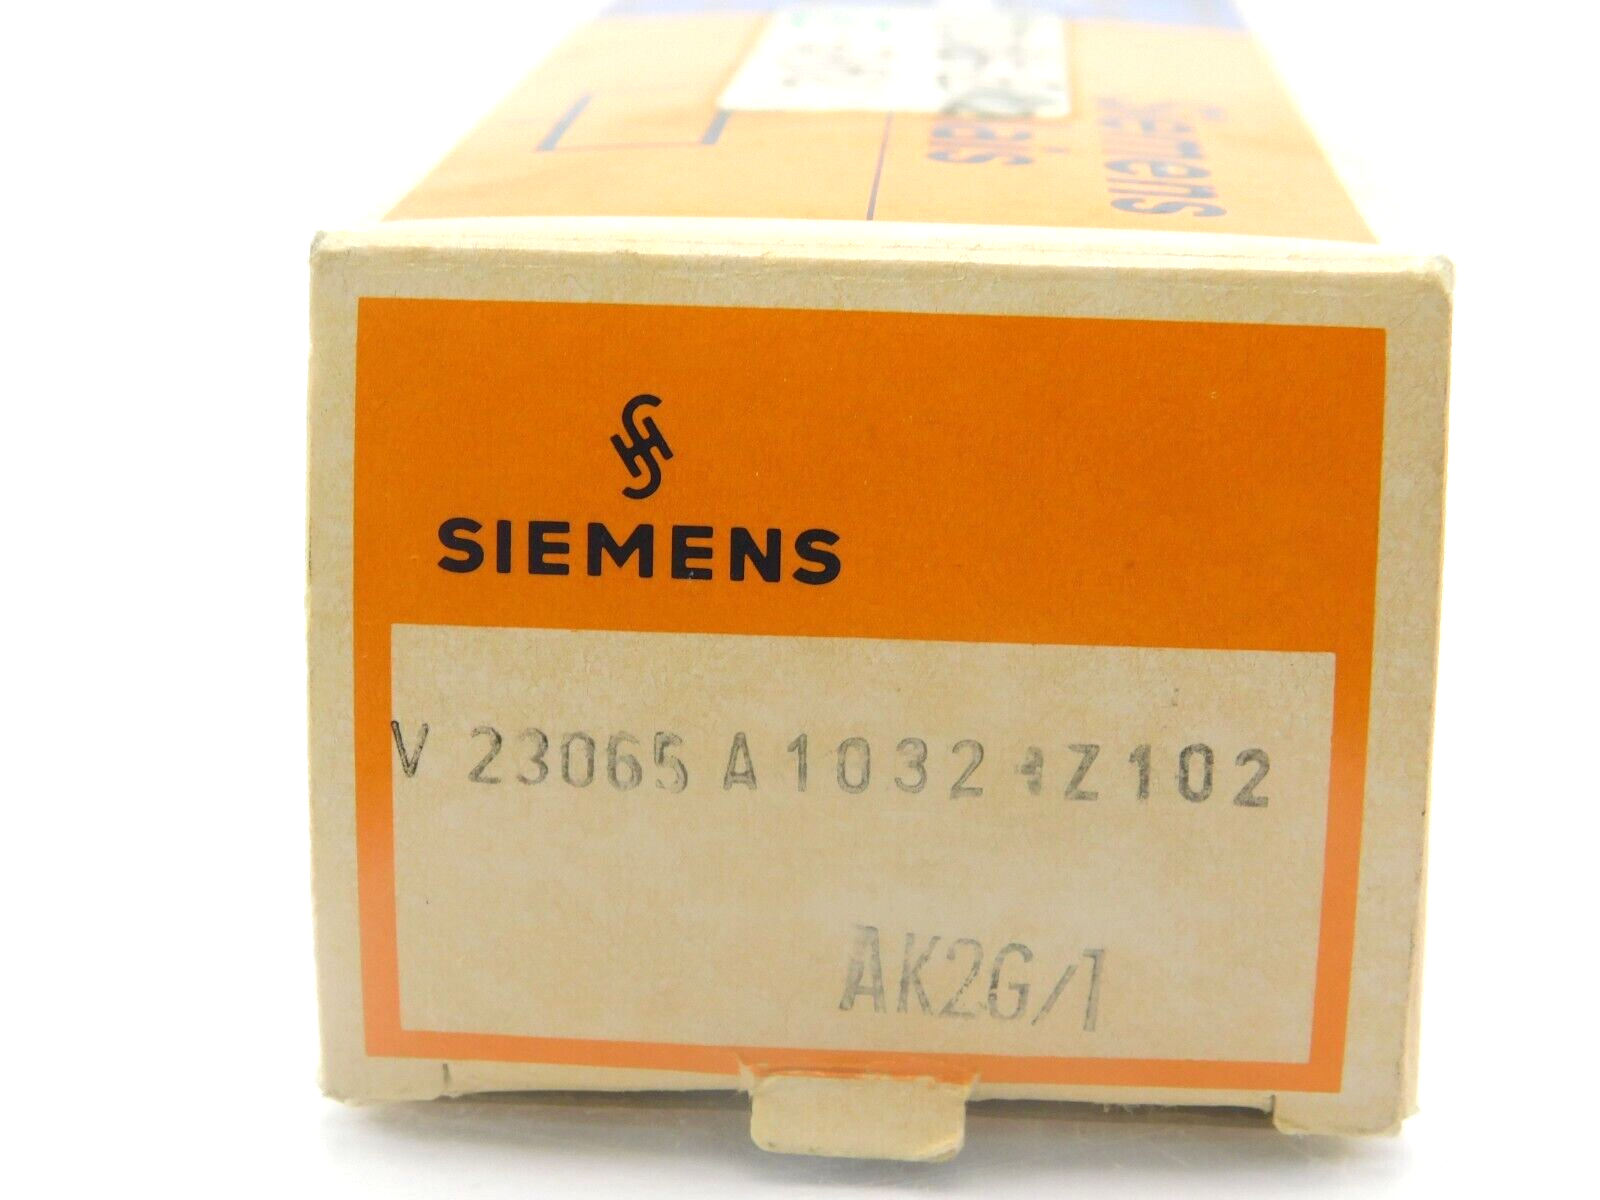 siemens
SIEMENS
V 23065 A1032 Z102
AK2G/1